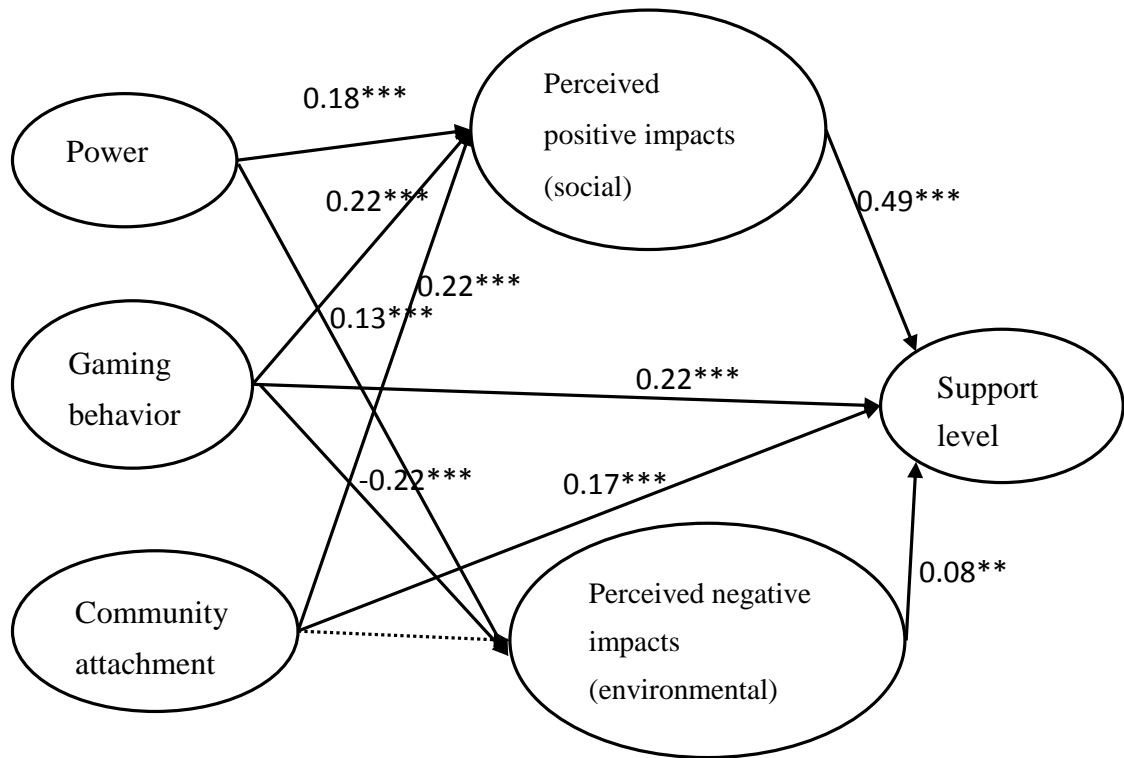 0.18***
Power
Perceived
positive impacts
(social)
0.22***
0.49***
0.22***
0.13***
Gaming
behavior
0.22***
Support
level
-0.22***
0.17***
Community
attachment
Perceived negative
impacts
(environmental)
0.08**